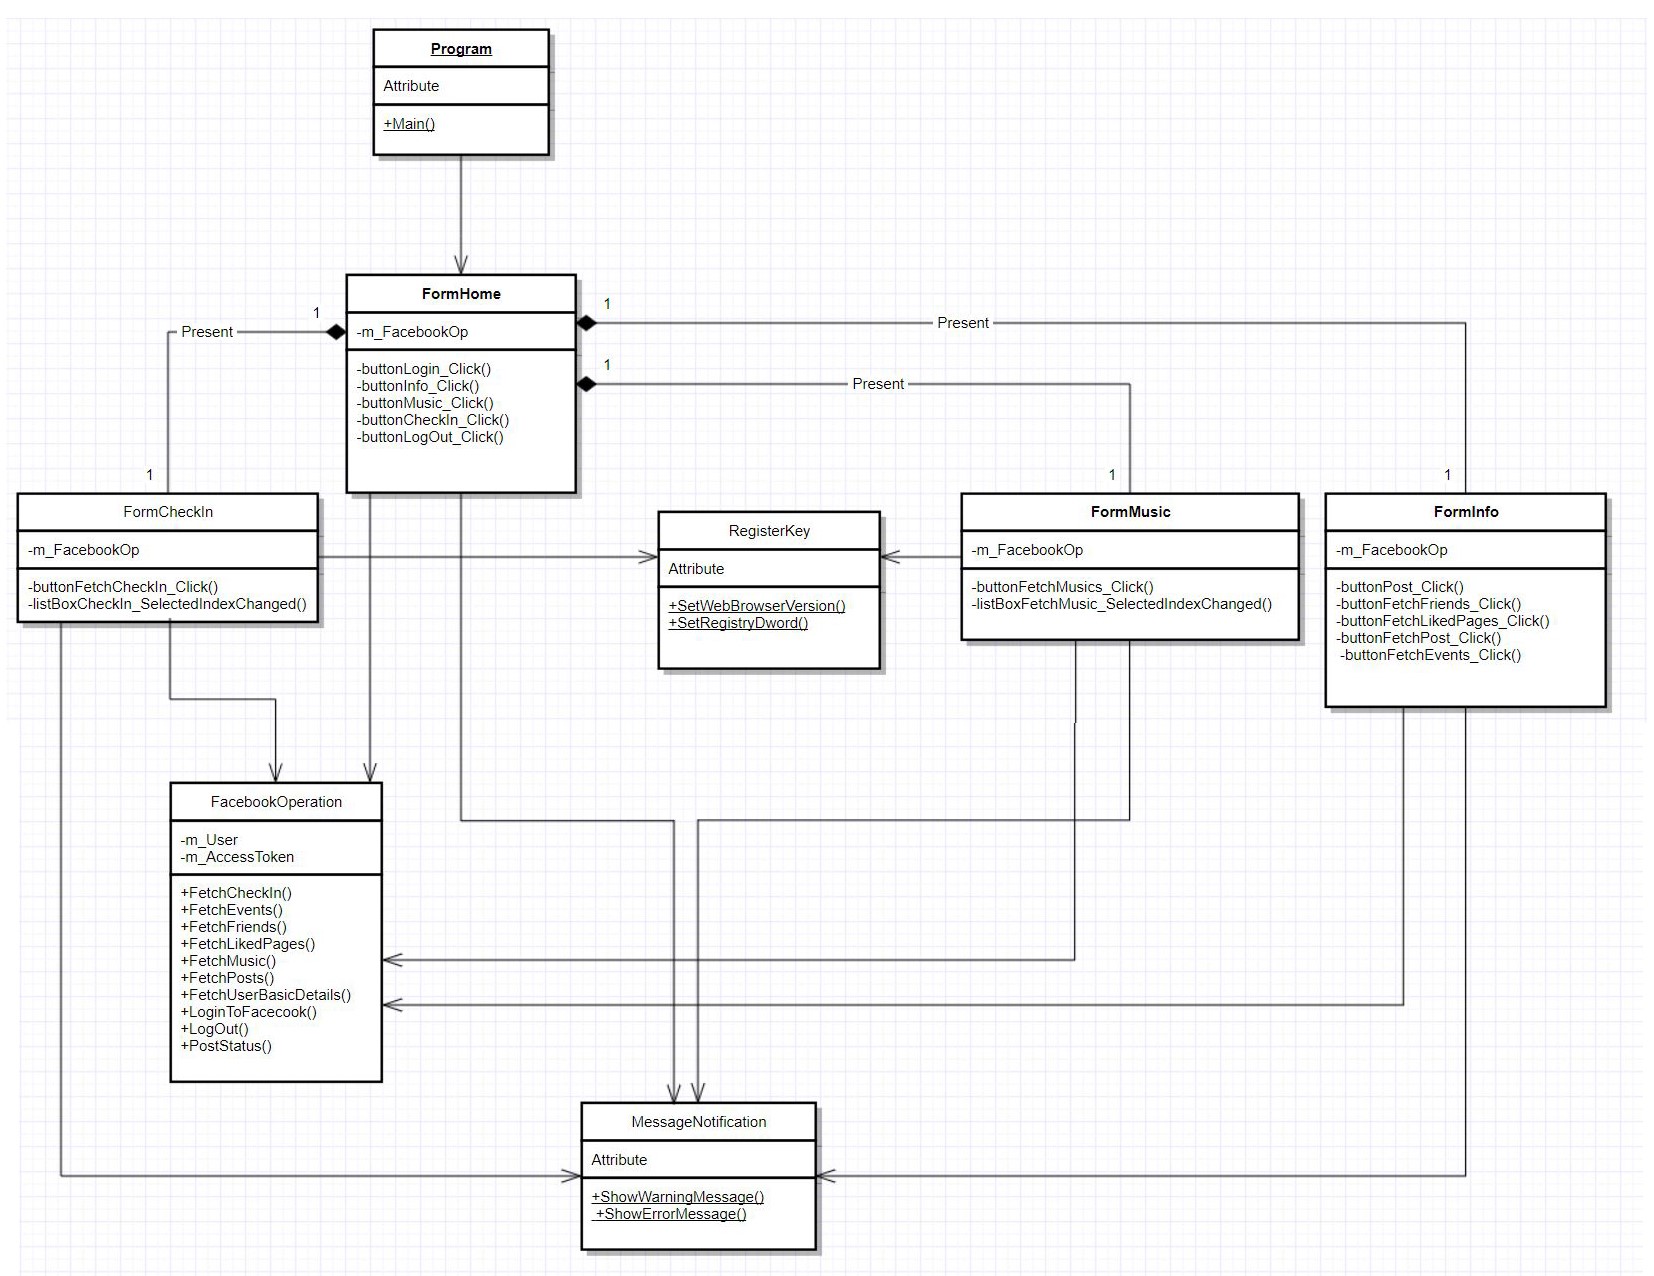 Program
Attribute
+Main()
FormHome
-m_FacebookOp
-buttonLogin_Click()
-buttonInfo_Click()
-buttonMusic_Click()
-buttonCheckIn_Click()
-buttonLogOut_Click()
1
Present
1
1
Present
1
1
Present
1
FormCheckIn
-m_FacebookOp
-buttonFetchCheckIn_Click()
-listBoxCheckIn_SelectedIndexChanged()
RegisterKey
Attribute
+SetWebBrowserVersion()
+SetRegistryDword()
FormMusic
-m_FacebookOp
-buttonFetchMusics_Click()
-listBoxFetchMusic_SelectedIndexChanged()
FormInfo
-m_FacebookOp
-buttonPost_Click()
-buttonFetchFriends_Click()
-buttonFetchLikedPages_Click()
-buttonFetchPost_Click()
-buttonFetchEvents_Click()
FacebookOperation
-m_User
-m_AccessToken
+FetchCheckIn()
+FetchEvents()
+FetchFriends()
+FetchLikedPages()
+FetchMusic()
+FetchPosts()
+FetchUserBasicDetails()
+LoginToFacecook()
+LogOut()
+PostStatus()
MessageNotification
Attribute
+ShowWarningMessage()
+ShowErrorMessage()